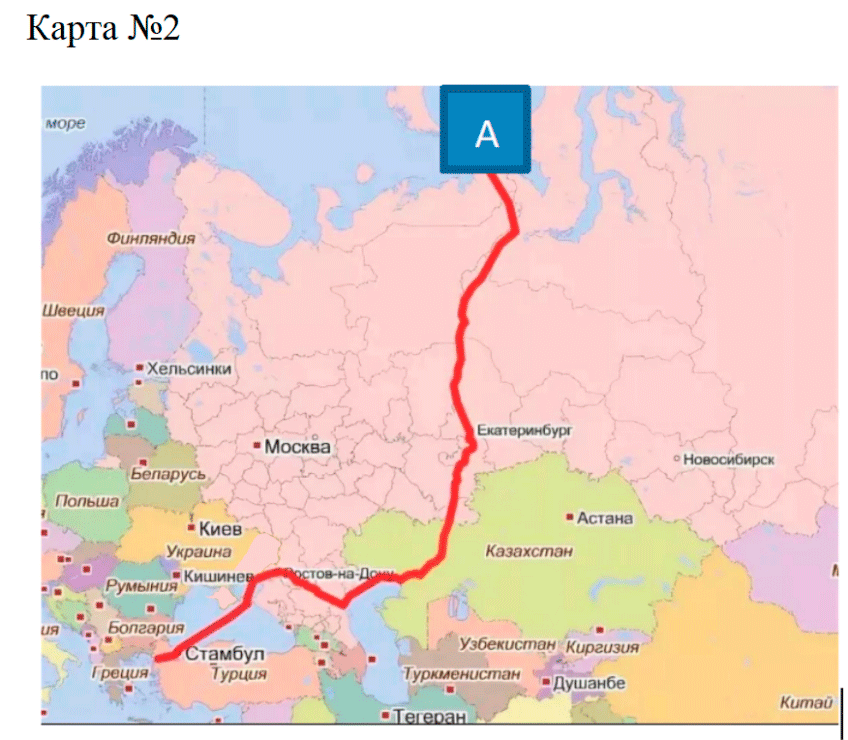 Карта №2
А
море
Финляндия
Швеция
по
Хельсинки
Екатеринбург
Москва
Новосибирск
Беларусь
Польша
Астана
Киев
Украина
Казахстан
Кишинев
Ростов-на-Дону
Румыния
Болгария
ия
Узбекистан
Киргизия
Стамбул
Греция
Турция
Туркменистан
Душанбе
Китай
Тегеран